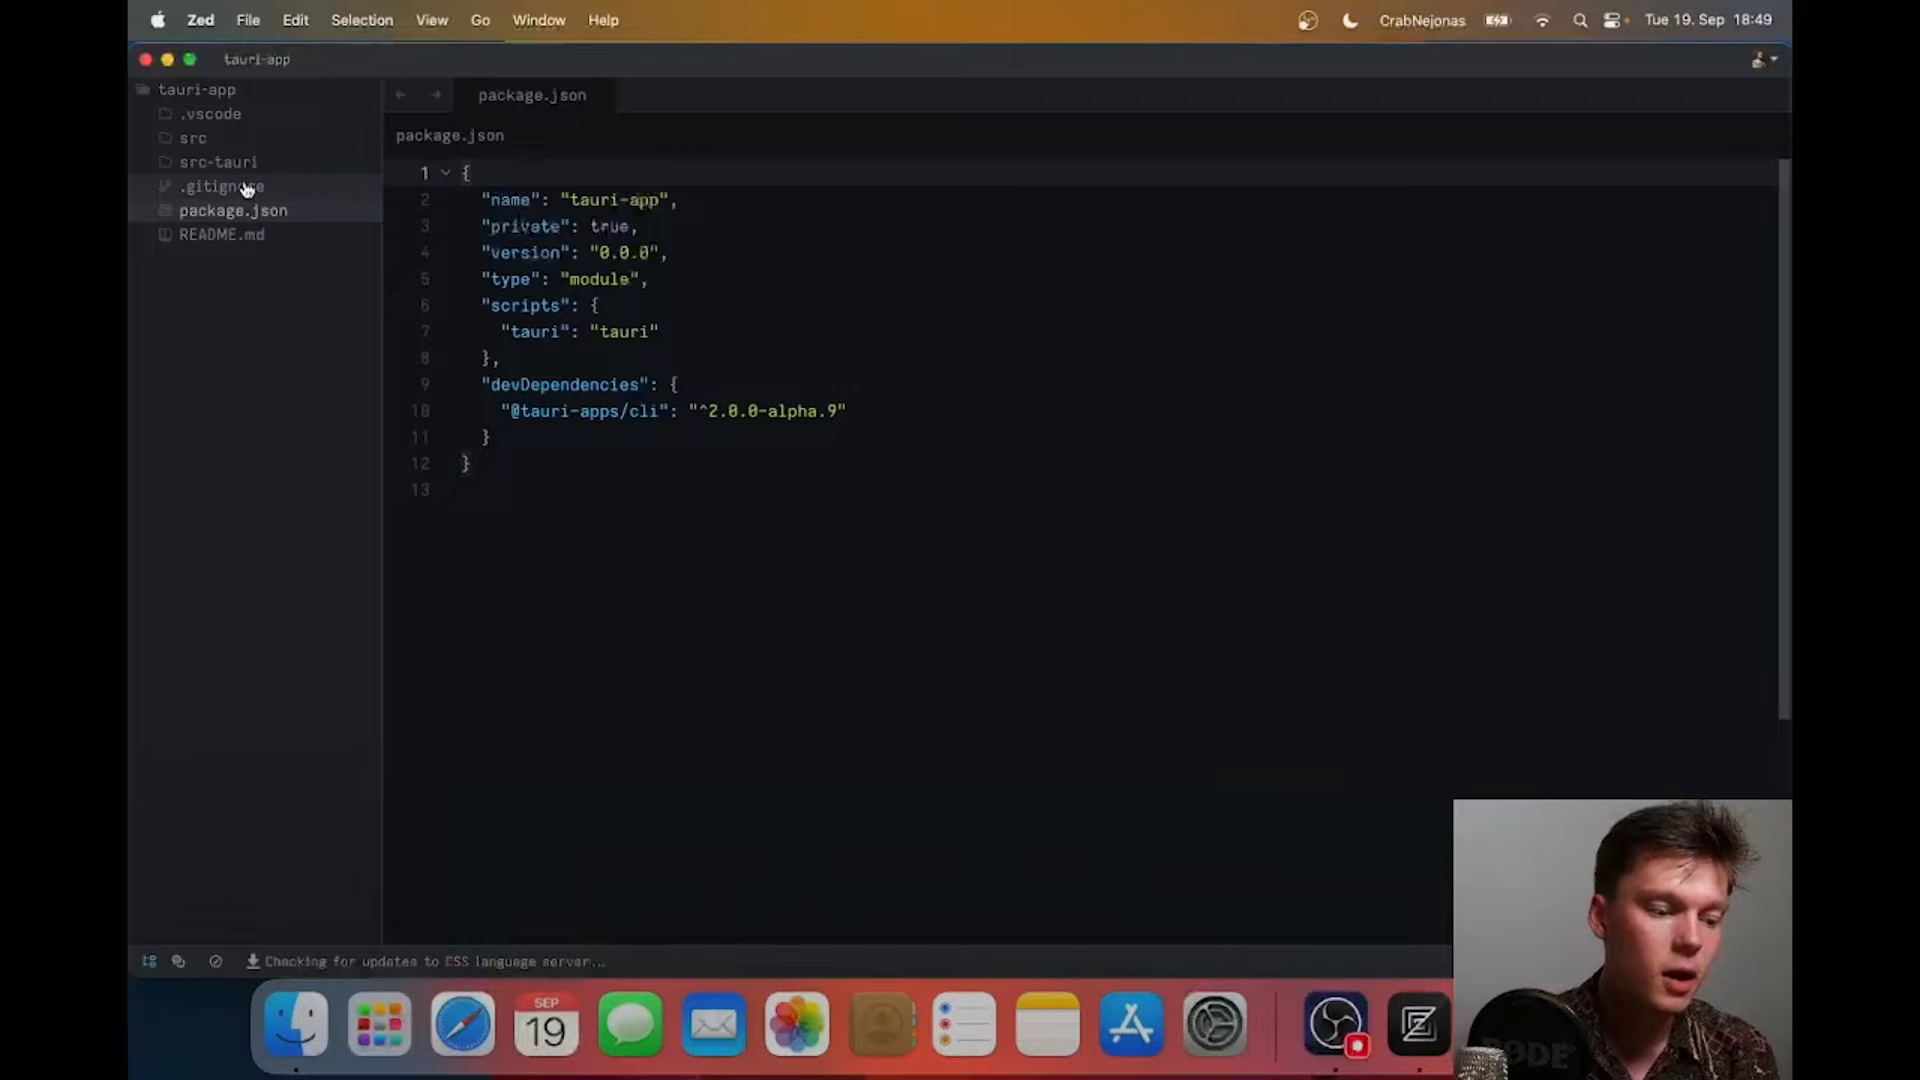 Zed File Edit Selection View Go Window Help CrabNejonas Tue 19. Sep 18:49
tauri-app
tauri-app
.vscode
src
src-tauri
.gitignore
package.json
README.md
package.json
package.json
1 {
2 "name": "tauri-app",
3 "private": true,
4 "version": "0.0.0",
5 "type": "module",
6 "scripts": {
7 "tauri": "tauri"
8 },
9 "devDependencies": {
10 "@tauri-apps/cli": "^2.0.0-alpha.9"
11 }
12 }
13
Checking for updates to CSS language server...
SEP
19
RØDE